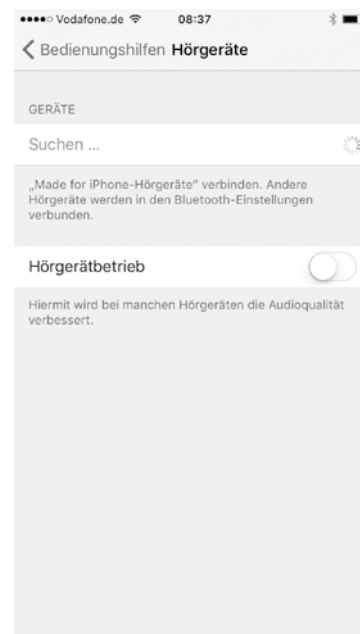 Vodafone.de 08:37
Bedienungshilfen Hörgeräte
GERÄTE
Suchen ...
„Made for iPhone-Hörgeräte“ verbinden. Andere
Hörgeräte werden in den Bluetooth-Einstellungen
verbunden.
Hörgerätbetrieb
Hiermit wird bei manchen Hörgeräten die Audioqualität
verbessert.